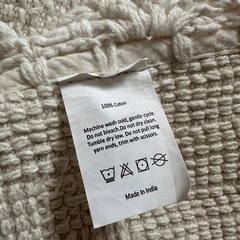 100% Cotton
Machine wash cold, gentle cycle.
Do not bleach.Do not dry clean.
Tumble dry low. Do not pull long
yarn ends, trim with scissors.
Made in India